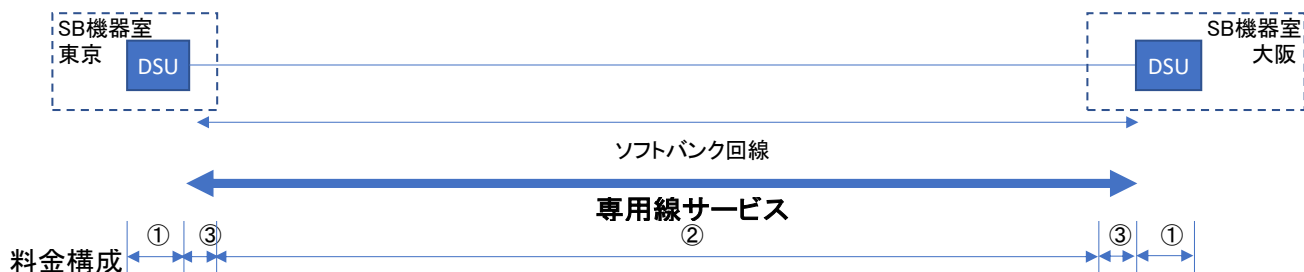 SB機器室
東京
DSU
SB機器室
大阪
DSU
ソフトバンク回線
専用線サービス
料金構成
① ③ ② ③ ①